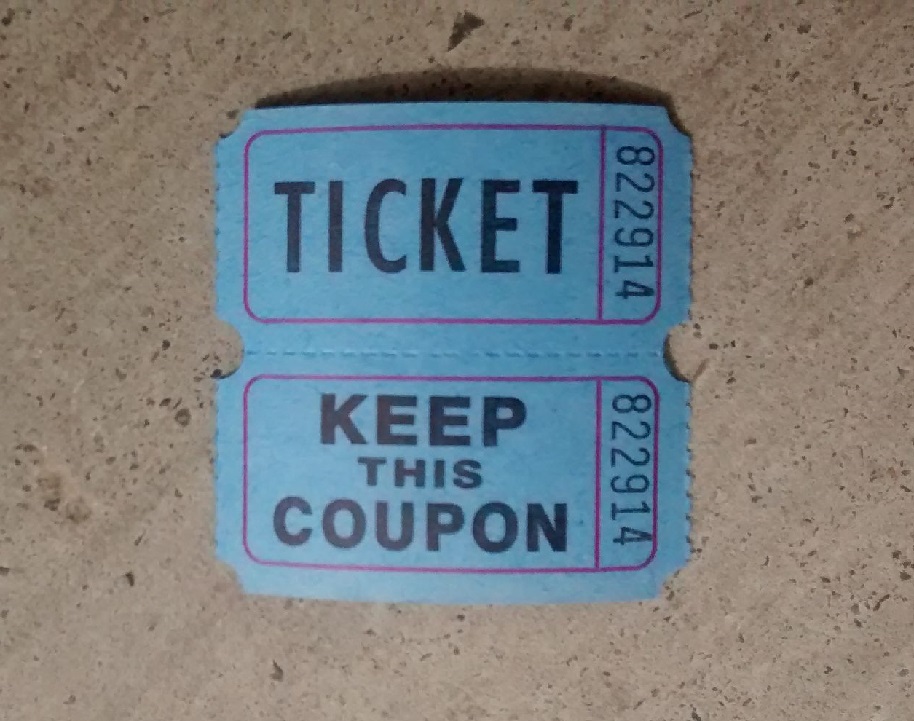 TICKET
822914
KEEP
THIS
COUPON
822914